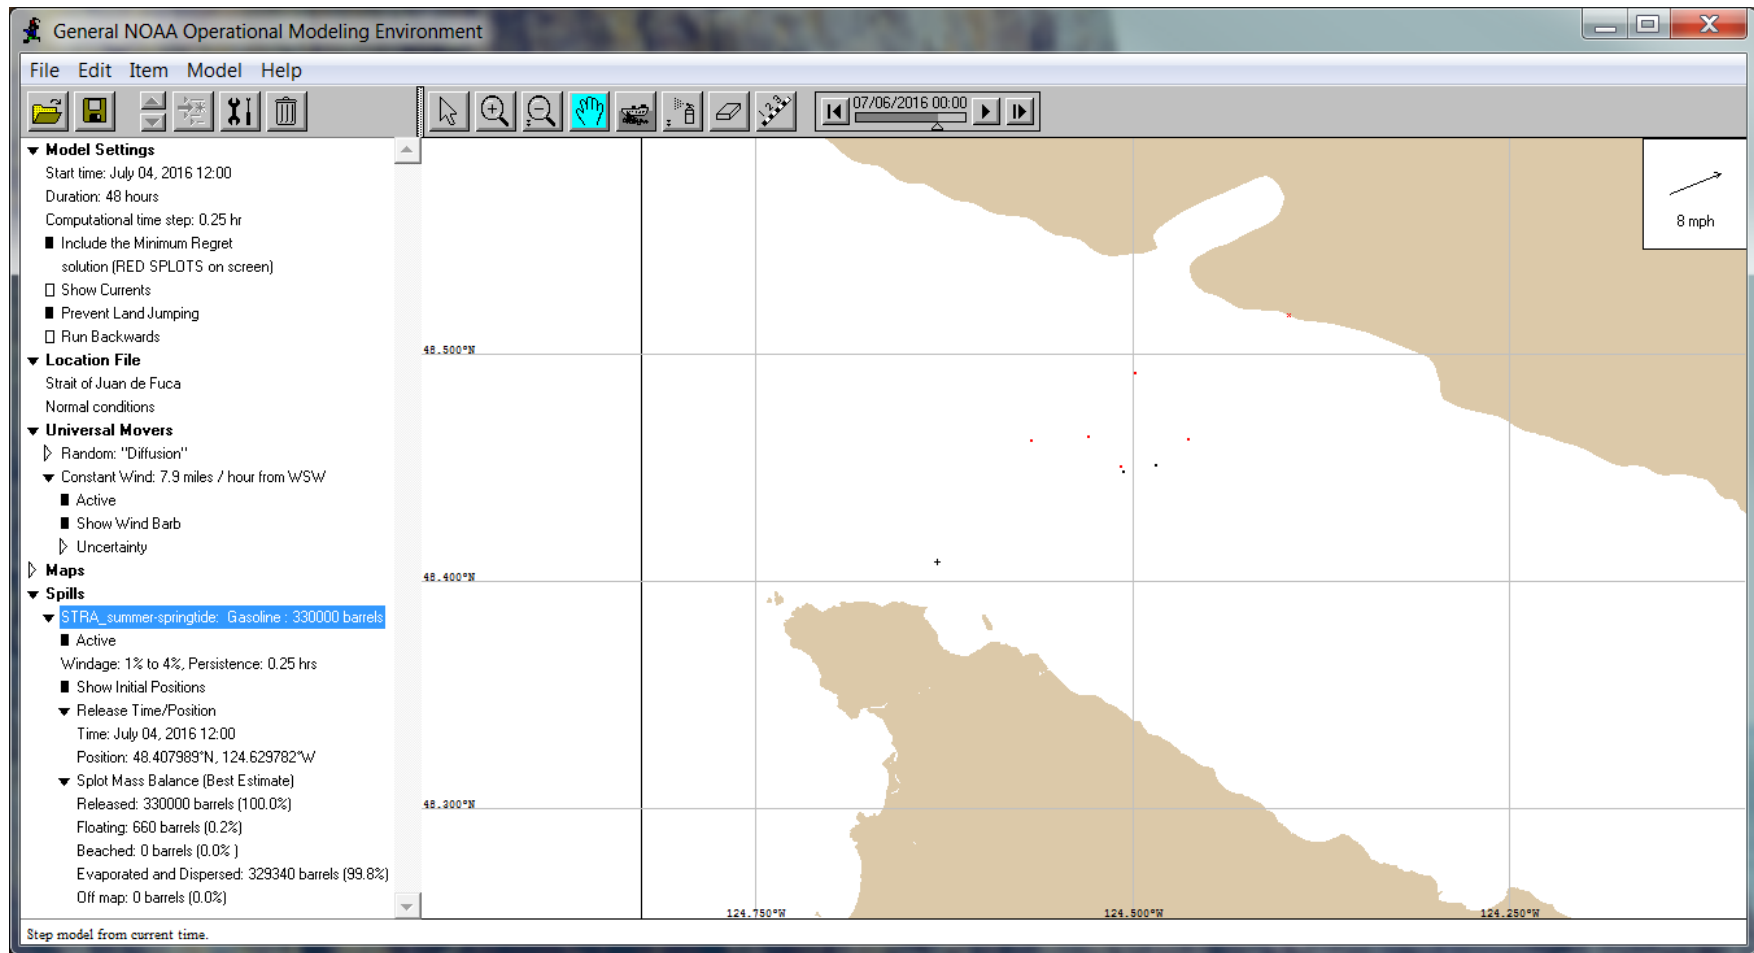 General NOAA Operational Modeling Environment
File Edit Item Model Help
07/06/2016 00:00
Model Settings
Start time: July 04, 2016 12:00
Duration: 48 hours
Computational time step: 0.25 hr
Include the Minimum Regret
solution (RED SPLOTS on screen)
Show Currents
Prevent Land Jumping
Run Backwards
Location File
Strait of Juan de Fuca
Normal conditions
Universal Movers
Random: "Diffusion"
Constant Wind: 7.9 miles / hour from WSW
Active
Show Wind Barb
Uncertainty
Maps
Spills
STRA_summer-springtide: Gasoline : 330000 barrels
Active
Windage: 1% to 4%, Persistence: 0.25 hrs
Show Initial Positions
Release Time/Position
Time: July 04, 2016 12:00
Position: 48.407989°N, 124.629782°W
Splot Mass Balance (Best Estimate)
Released: 330000 barrels (100.0%)
Floating: 660 barrels (0.2%)
Beached: 0 barrels (0.0% )
Evaporated and Dispersed: 329340 barrels (99.8%)
Off map: 0 barrels (0.0%)
8 mph
48.500°N
48.400°N
48.300°N
124.750°W 124.500°W 124.250°W
Step model from current time.